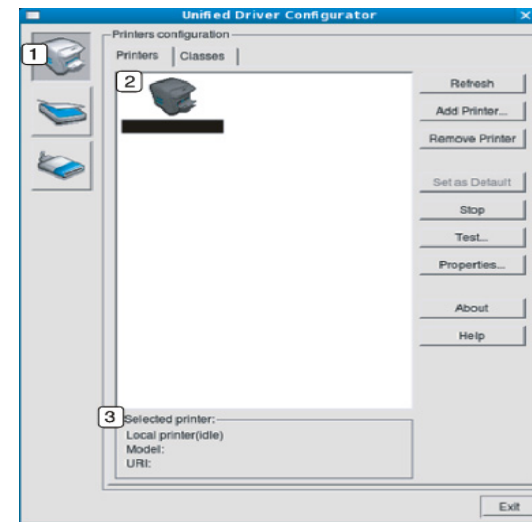 Unified Driver Configurator
1
Printers configuration
Printers Classes
2
Refresh
Add Printer...
Remove Printer
Set as Default
Stop
Test...
Properties...
About
Help
3
Selected printer:
Local printer(idle)
Model:
URI:
Exit